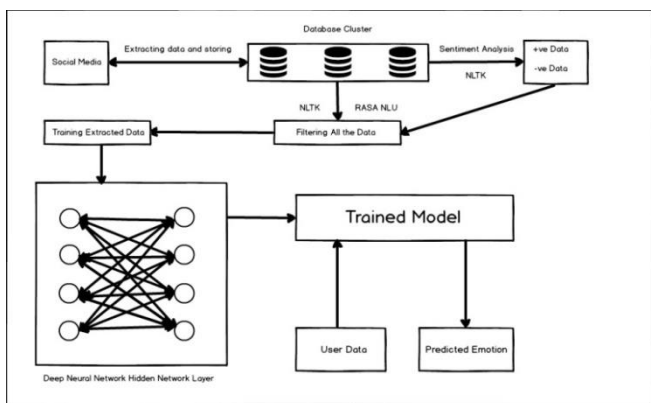 Database Cluster
Social Media
Extracting data and storing
Sentiment Analysis
NLTK
+ve Data
-ve Data
NLTK
RASA NLU
Training Extracted Data
Filtering All the Data
Trained Model
User Data
Predicted Emotion
Deep Neural Network Hidden Network Layer